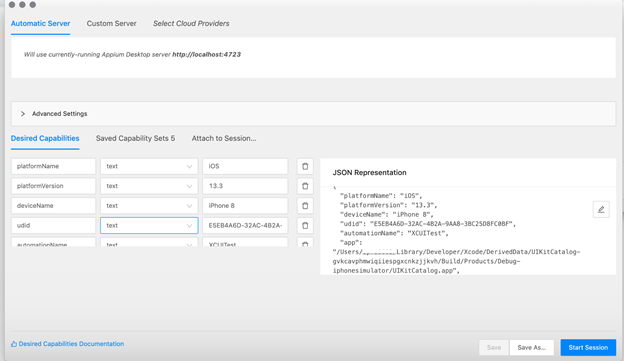 Automatic Server Custom Server Select Cloud Providers
Will use currently-running Appium Desktop server http://localhost:4723
Advanced Settings
Desired Capabilities Saved Capability Sets 5 Attach to Session...
platformName text iOS
platformVersion text 13.3
deviceName text iPhone 8
udid text E5EB4A6D-32AC-4B2A-
automationName text XCUITest
JSON Representation
"platformName": "iOS",
"platformVersion": "13.3",
"deviceName": "iPhone 8",
"udid": "E5EB4A6D-32AC-4B2A-9AAB-3BC25D8FC0BF",
"automationName": "XCUITest",
"app":
"/Users/ Library/Developer/Xcode/DerivedData/UIKitCatalog-
gvkcavphmwiqiiespgxcnkzjjkvh/Build/Products/Debug-
iphonesimulator/UIKitCatalog.app",
Desired Capabilities Documentation
Save Save As... Start Session